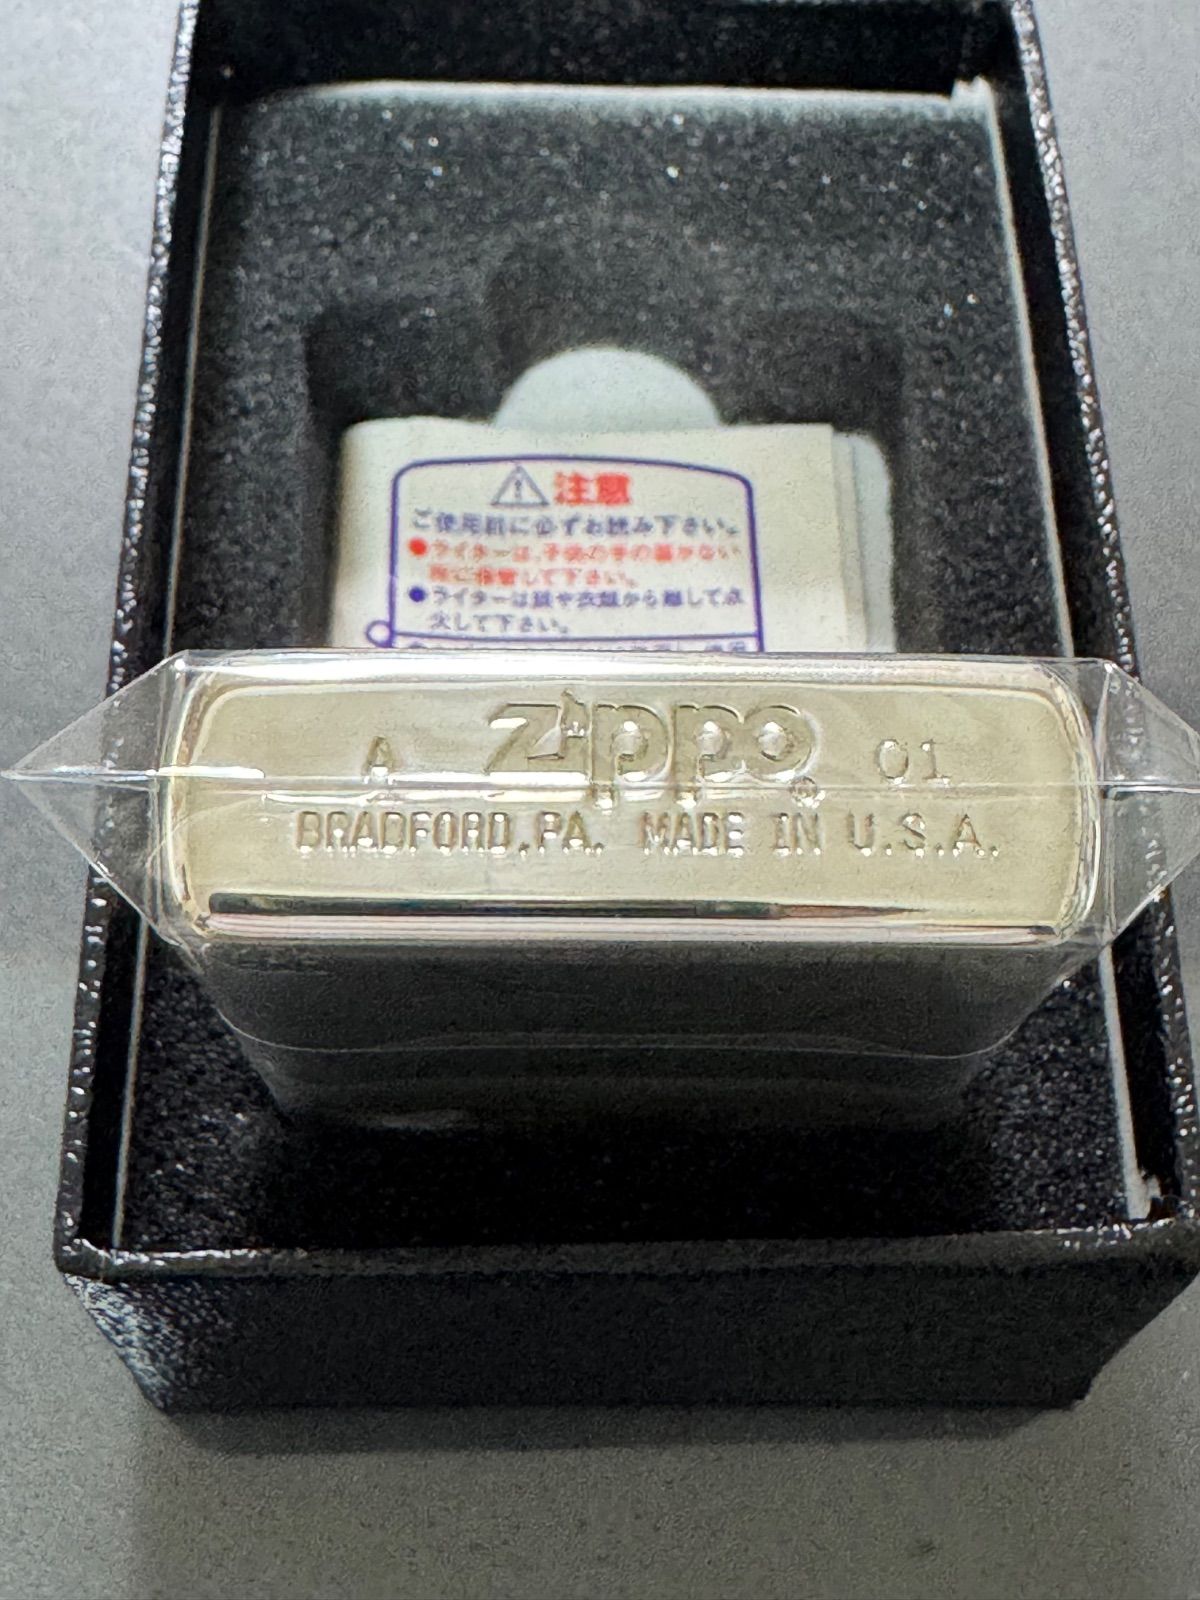 ⚠注意
ご使用前に必ずお読み下さい。
●ライターは、子供の手の届かない
所に保管して下さい。
●ライターは顔や衣類から離して点
火して下さい。
A zippo® 01
BRADFORD,PA. MADE IN U.S.A.